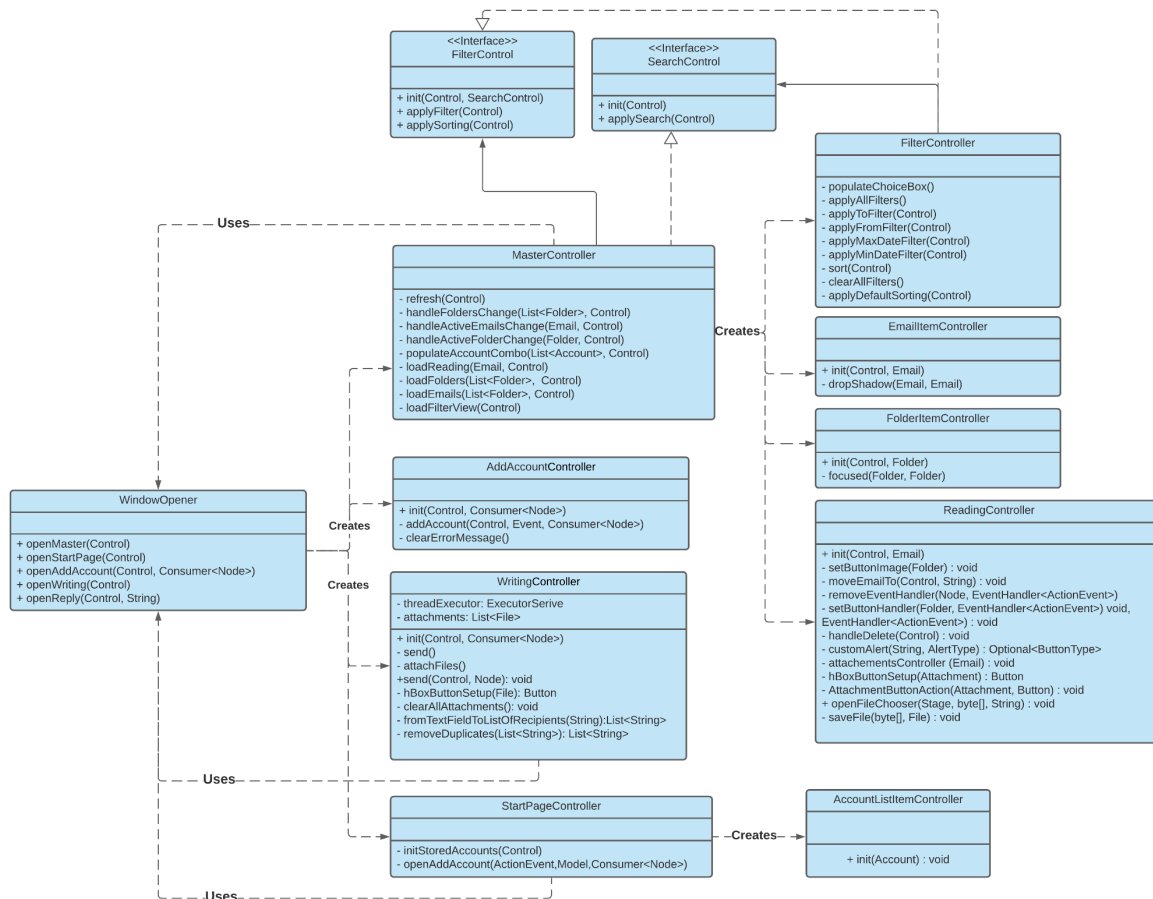 <<Interface>>
FilterControl
+ init(Control, SearchControl)
+ applyFilter(Control)
+ applySorting(Control)
<<Interface>>
SearchControl
+ init(Control)
+ applySearch(Control)
FilterController
- populateChoiceBox()
- applyAllFilters()
- applyToFilter(Control)
- applyFromFilter(Control)
- applyMaxDateFilter(Control)
- applyMinDateFilter(Control)
- sort(Control)
- clearAllFilters()
- applyDefaultSorting(Control)
Uses
MasterController
- refresh(Control)
- handleFoldersChange(List<Folder>, Control)
- handleActiveEmailsChange(Email, Control)
- handleActiveFolderChange(Folder, Control)
- populateAccountCombo(List<Account>, Control)
- loadReading(Email, Control)
- loadFolders(List<Folder>,  Control)
- loadEmails(List<Folder>, Control)
- loadFilterView(Control)
Creates
EmailItemController
+ init(Control, Email)
- dropShadow(Email, Email)
FolderItemController
+ init(Control, Folder)
- focused(Folder, Folder)
AddAccountController
+ init(Control, Consumer<Node>)
- addAccount(Control, Event, Consumer<Node>)
- clearErrorMessage()
WindowOpener
+ openMaster(Control)
+ openStartPage(Control)
+ openAddAccount(Control, Consumer<Node>)
+ openWriting(Control)
+ openReply(Control, String)
Creates
Creates
ReadingController
+ init(Control, Email)
- setButtonImage(Folder) : void
- moveEmailTo(Control, String) : void
- removeEventHandler(Node, EventHandler<ActionEvent>)
- setButtonHandler(Folder, EventHandler<ActionEvent>) void,
EventHandler<ActionEvent>) : void
- handleDelete(Control) : void
- customAlert(String, AlertType) : Optional<ButtonType>
- attachementsController (Email) : void
- hBoxButtonSetup(Attachment) : Button
- AttachmentButtonAction(Attachment, Button) : void
+ openFileChooser(Stage, byte[], String) : void
- saveFile(byte[], File) : void
WritingController
- threadExecutor: ExecutorSerive
- attachments: List<File>
+ init(Control, Consumer<Node>)
- send()
- attachFiles()
+send(Control, Node): void
- hBoxButtonSetup(File): Button
- clearAllAttachments(): void
- fromTextFieldToListOfRecipients(String):List<String>
- removeDuplicates(List<String>): List<String>
Uses
StartPageController
- initStoredAccounts(Control)
- openAddAccount(ActionEvent,Model,Consumer<Node>)
Creates
AccountListItemController
+ init(Account) : void
Uses